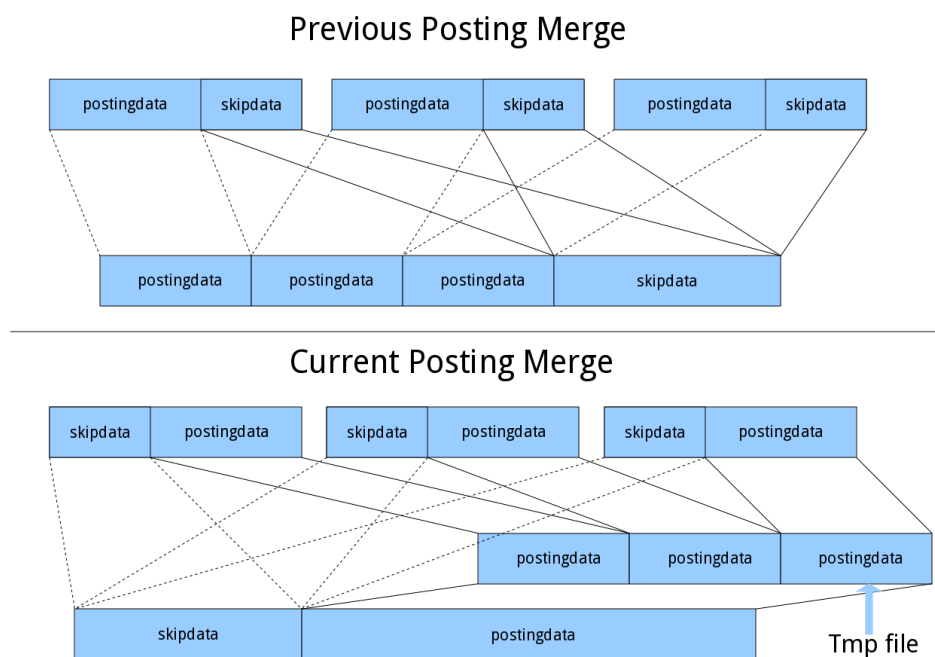 Previous Posting Merge
postingdata skipdata postingdata skipdata postingdata skipdata
postingdata postingdata postingdata skipdata
Current Posting Merge
skipdata postingdata skipdata postingdata skipdata postingdata
postingdata postingdata postingdata
skipdata postingdata
Tmp file